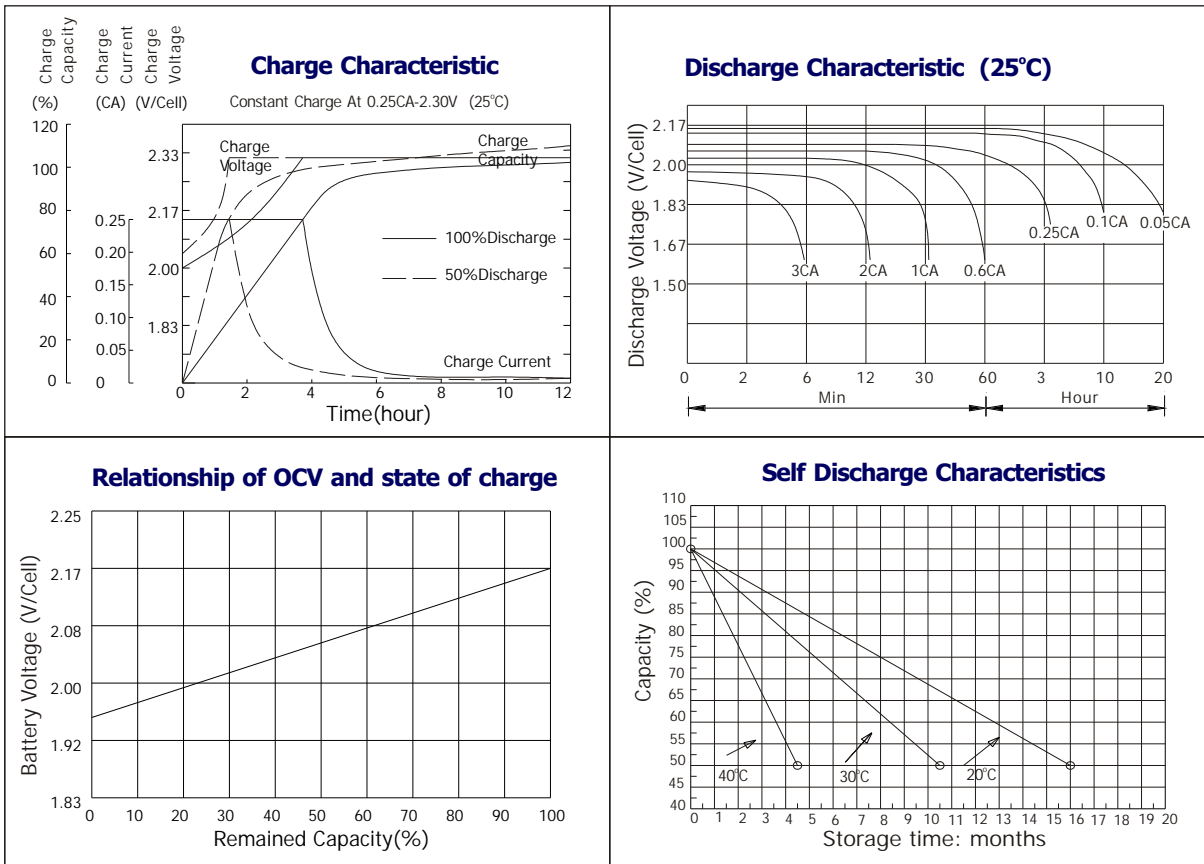 Charge Capacity
Charge Current
Charge Voltage
(%) (CA) (V/Cell)
Charge Characteristic
Constant Charge At 0.25CA-2.30V (25°C)
120
100
80
60
40
20
0
0.25
0.20
0.15
0.10
0.05
0
2.33
2.17
2.00
1.83
Charge Voltage
Charge Capacity
100%Discharge
50%Discharge
Charge Current
0 2 4 6 8 10 12
Time(hour)
Discharge Characteristic (25°C)
Discharge Voltage (V/Cell)
2.17
2.00
1.83
1.67
1.50
3CA
2CA
1CA
0.6CA
0.25CA
0.1CA
0.05CA
0 2 6 12 30 60 3 10 20
Min
Hour
Relationship of OCV and state of charge
Battery Voltage (V/Cell)
2.25
2.17
2.08
2.00
1.92
1.83
0 10 20 30 40 50 60 70 80 90 100
Remained Capacity(%)
Self Discharge Characteristics
Capacity (%)
110
105
100
95
90
85
80
75
70
65
60
55
50
45
40
40°C
30°C
20°C
0 1 2 3 4 5 6 7 8 9 10 11 12 13 14 15 16 17 18 19 20
Storage time: months